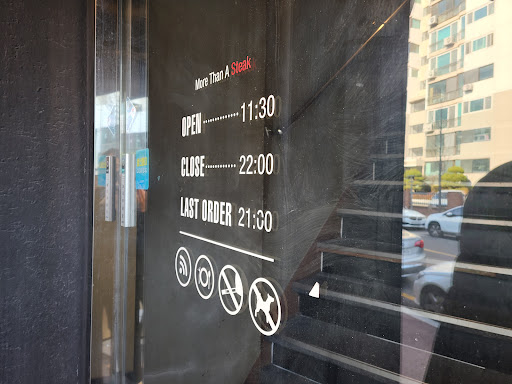 More Than A Steak
OPEN ............ 11:30
CLOSE ........... 22:00
LAST ORDER 21:00